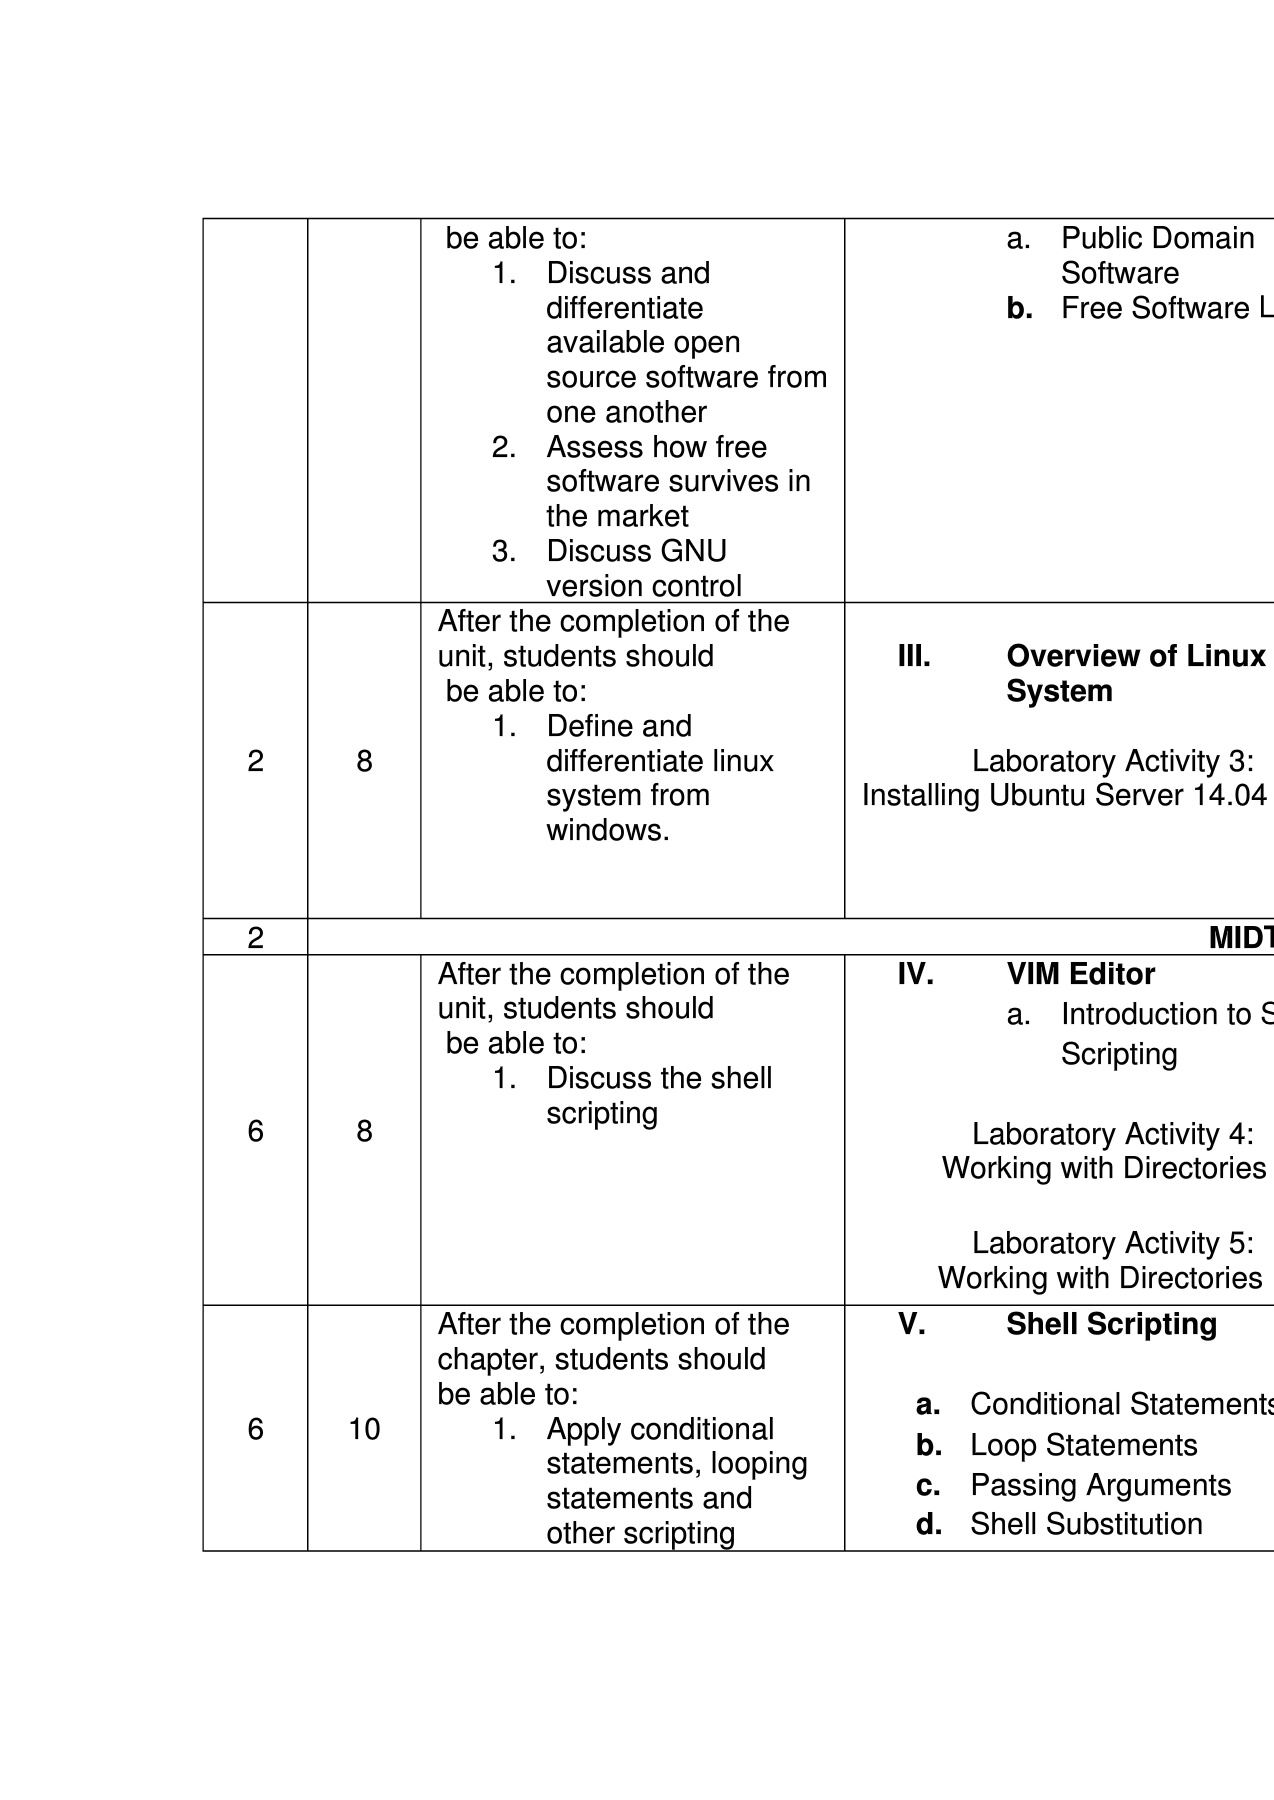 be able to:
1. Discuss and
differentiate
available open
source software from
one another
2. Assess how free
software survives in
the market
3. Discuss GNU
version control
a. Public Domain
Software
b. Free Software
2
8
After the completion of the
unit, students should
be able to:
1. Define and
differentiate linux
system from
windows.
III. Overview of Linux
System
Laboratory Activity 3:
Installing Ubuntu Server 14.04
2
6
8
After the completion of the
unit, students should
be able to:
1. Discuss the shell
scripting
IV. VIM Editor
a. Introduction to
Scripting
Laboratory Activity 4:
Working with Directories
Laboratory Activity 5:
Working with Directories
6
10
After the completion of the
chapter, students should
be able to:
1. Apply conditional
statements, looping
statements and
other scripting
V. Shell Scripting
a. Conditional Statements
b. Loop Statements
c. Passing Arguments
d. Shell Substitution